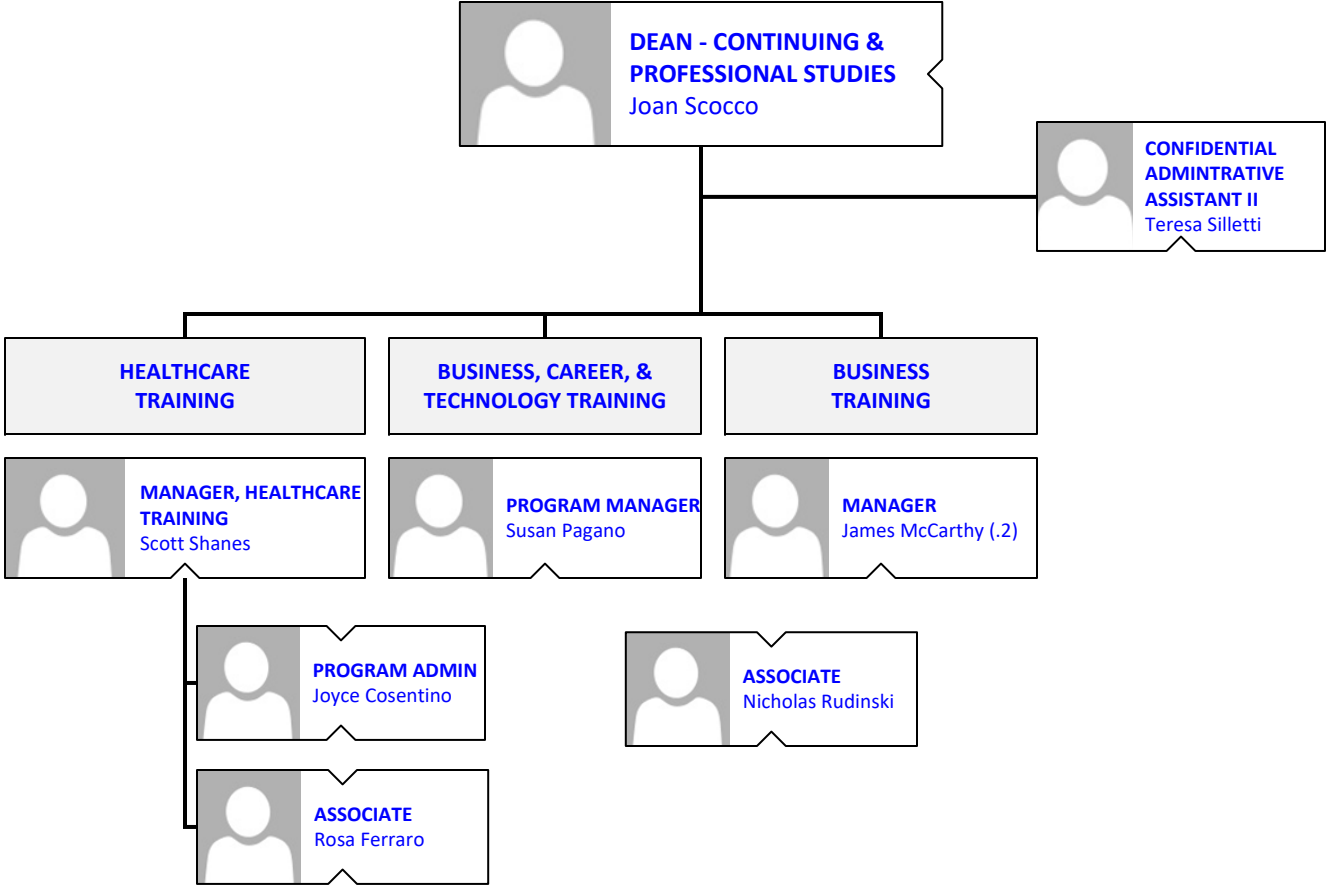 DEAN - CONTINUING &
PROFESSIONAL STUDIES
Joan Scocco
CONFIDENTIAL
ADMINTRATIVE
ASSISTANT II
Teresa Silletti
HEALTHCARE
TRAINING
BUSINESS, CAREER, &
TECHNOLOGY TRAINING
BUSINESS
TRAINING
MANAGER, HEALTHCARE
TRAINING
Scott Shanes
PROGRAM MANAGER
Susan Pagano
MANAGER
James McCarthy (.2)
PROGRAM ADMIN
Joyce Cosentino
ASSOCIATE
Nicholas Rudinski
ASSOCIATE
Rosa Ferraro